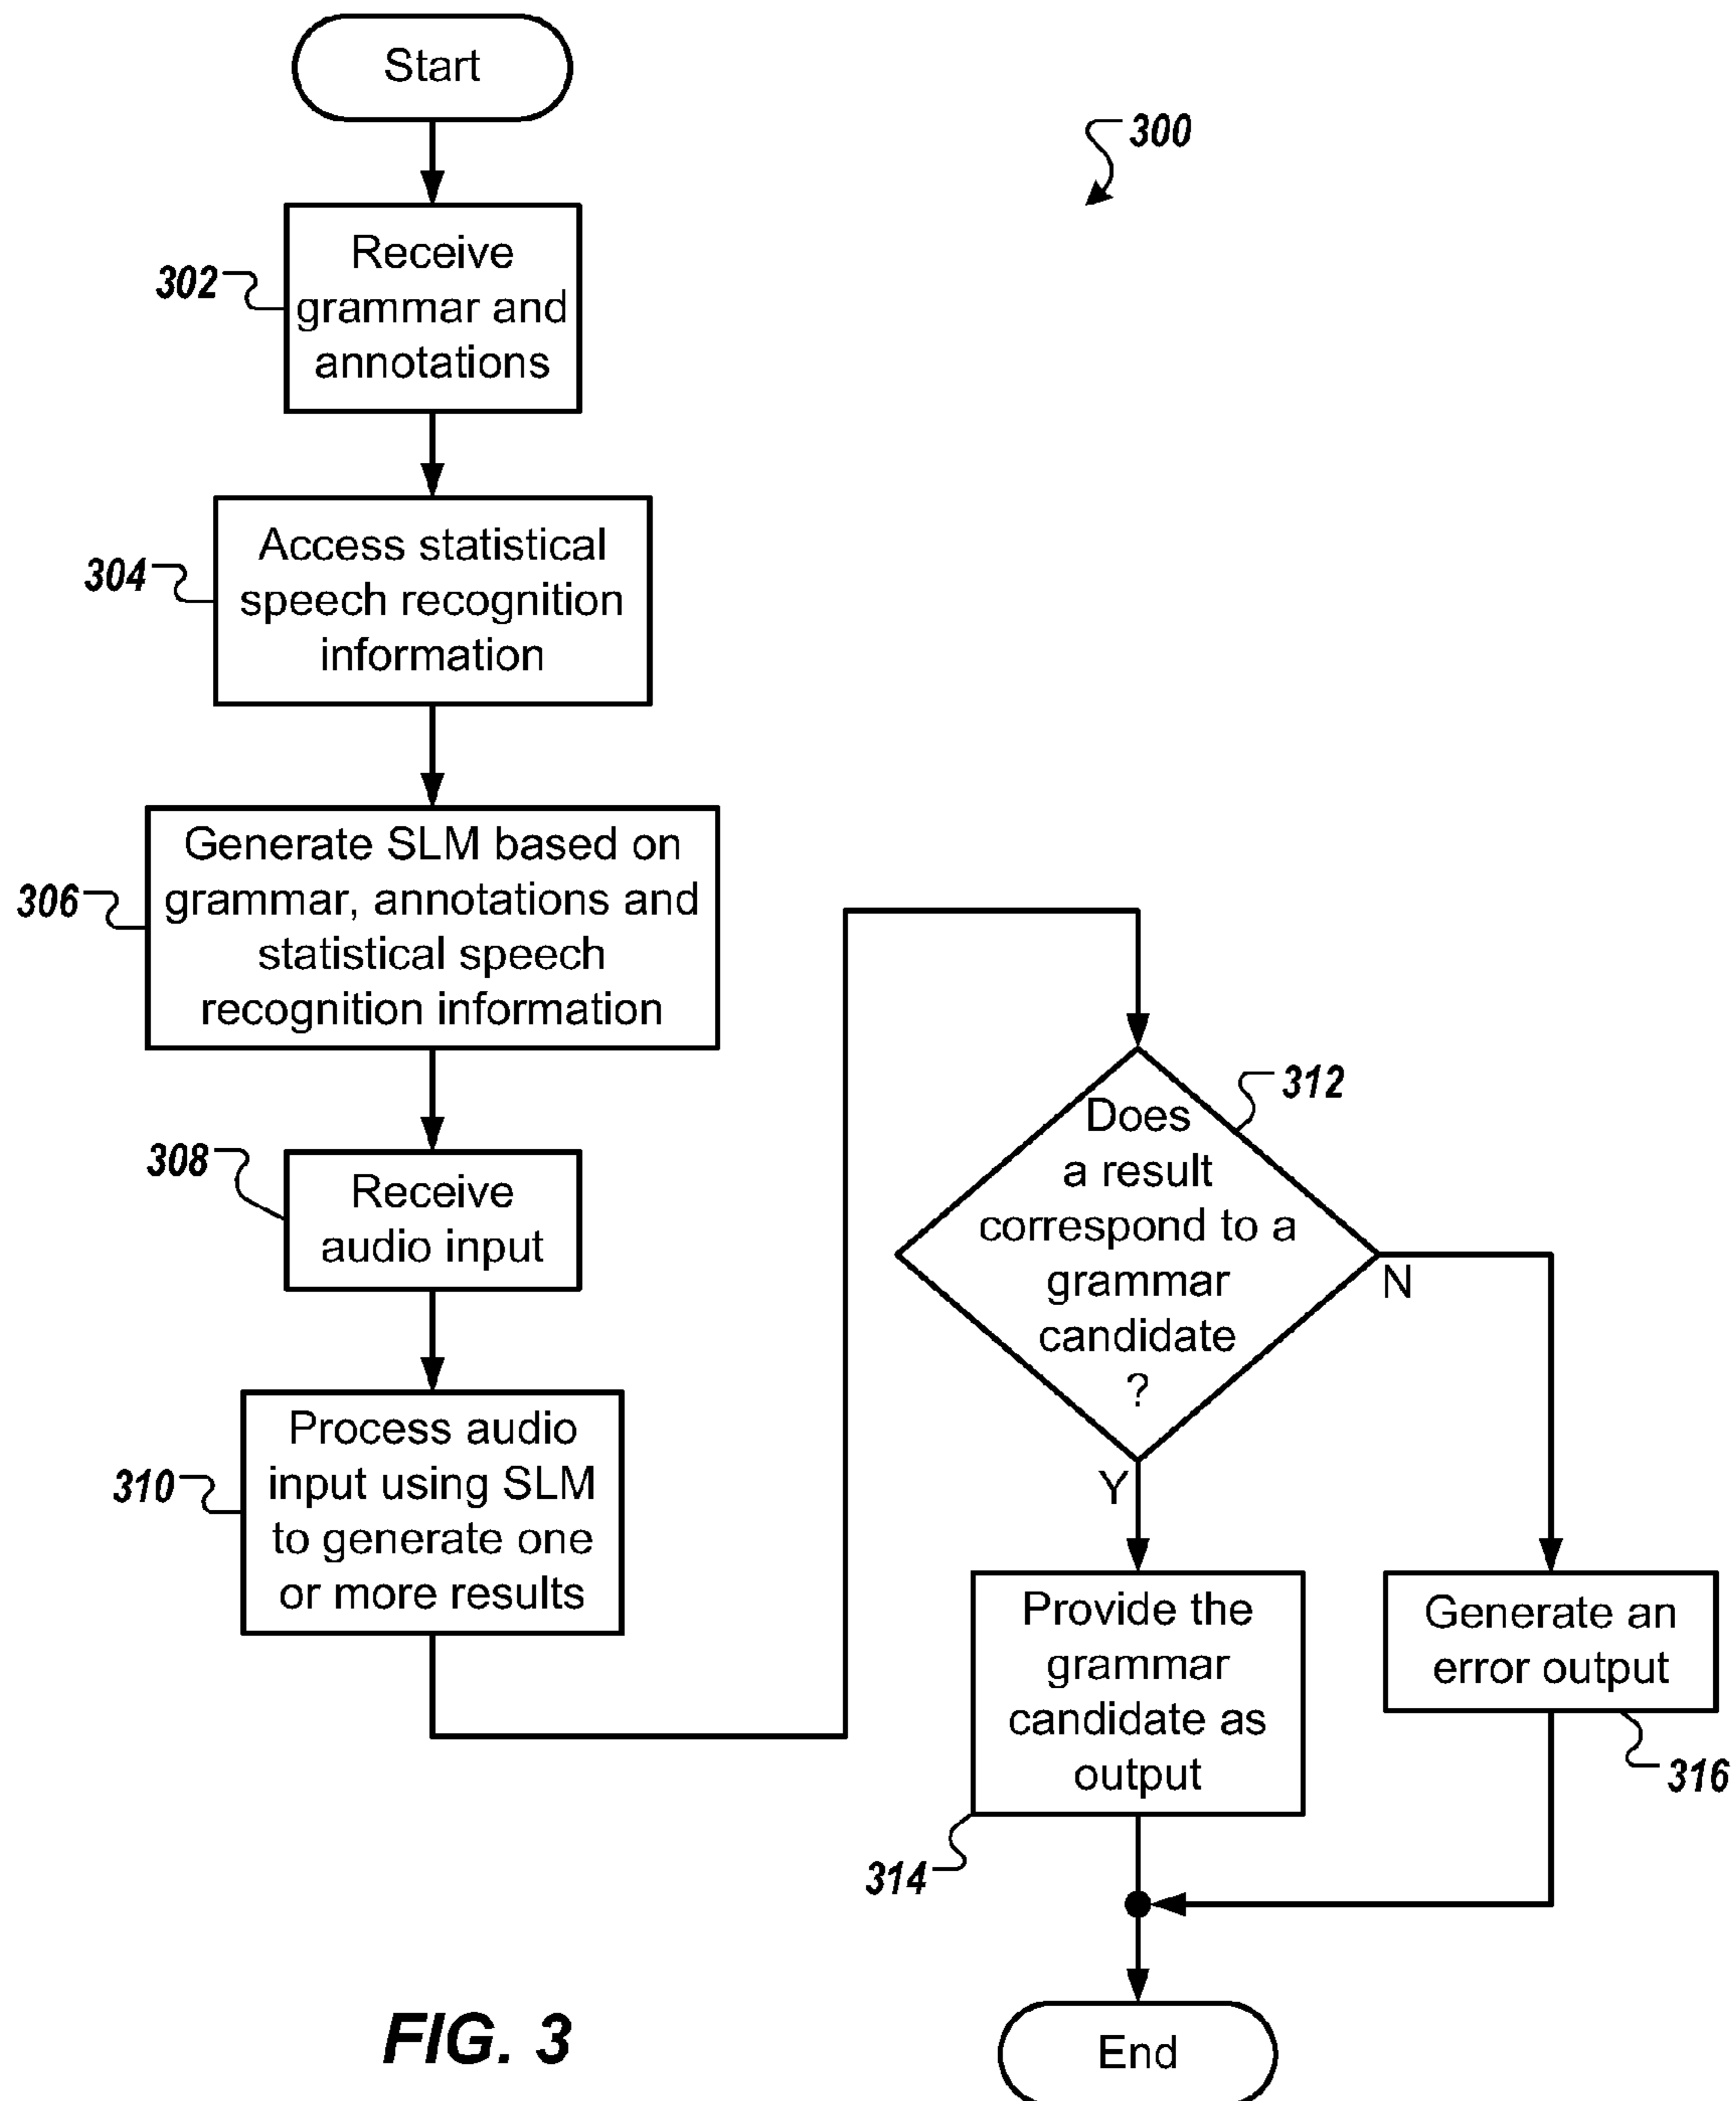 Start
300
302
Receive
grammar and
annotations
304
Access statistical
speech recognition
information
306
Generate SLM based on
grammar, annotations and
statistical speech
recognition information
308
Receive
audio input
310
Process audio
input using SLM
to generate one
or more results
312
Does
a result
correspond to a
grammar
candidate
?
N
Y
Provide the
grammar
candidate as
output
314
Generate an
error output
316
End
FIG. 3